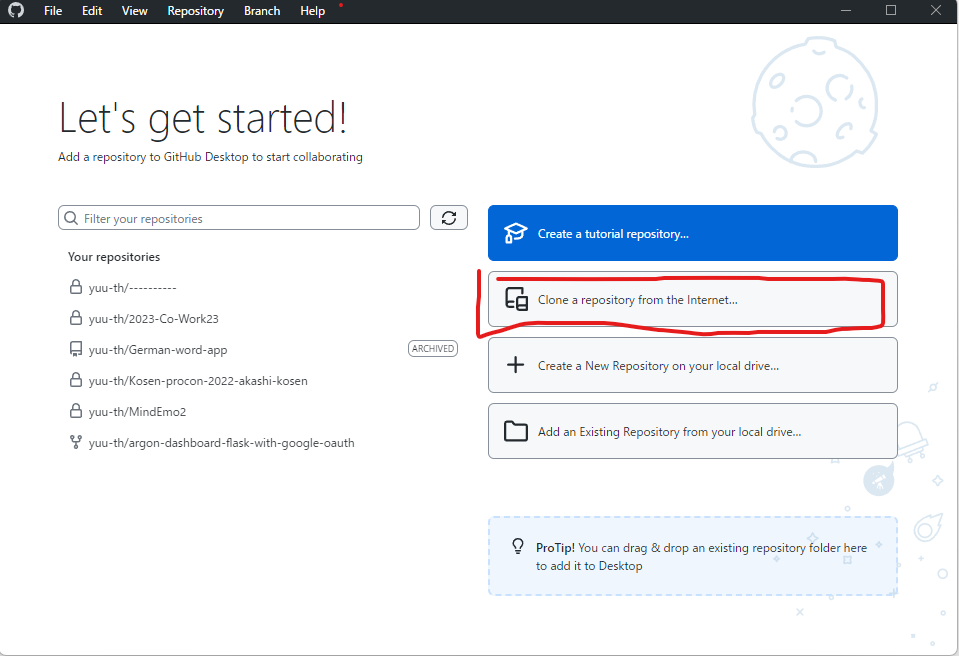 File Edit View Repository Branch Help
Let's get started!
Add a repository to GitHub Desktop to start collaborating
Filter your repositories
Your repositories
yuu-th/----------
yuu-th/2023-Co-Work23
yuu-th/German-word-app ARCHIVED
yuu-th/Kosen-procon-2022-akashi-kosen
yuu-th/MindEmo2
yuu-th/argon-dashboard-flask-with-google-oauth
Create a tutorial repository...
Clone a repository from the Internet...
Create a New Repository on your local drive...
Add an Existing Repository from your local drive...
ProTip! You can drag & drop an existing repository folder here
to add it to Desktop